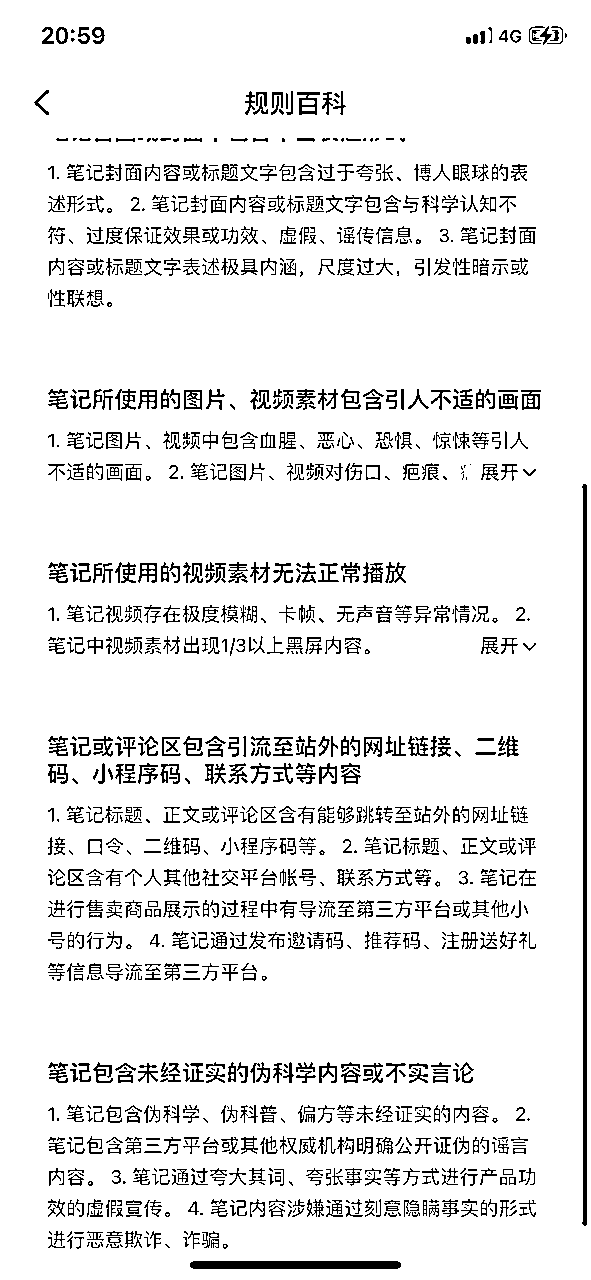 20:59
4G
规则百科
1. 笔记封面内容或标题文字包含过于夸张、博人眼球的表
述形式。 2. 笔记封面内容或标题文字包含与科学认知不
符、过度保证效果或功效、虚假、谣传信息。 3. 笔记封面
内容或标题文字表述极具内涵，尺度过大，引发性暗示或
性联想。
笔记所使用的图片、视频素材包含引人不适的画面
1. 笔记图片、视频中包含血腥、恶心、恐惧、惊悚等引人
不适的画面。 2. 笔记图片、视频对伤口、疤痕、 展开
笔记所使用的视频素材无法正常播放
1. 笔记视频存在极度模糊、卡帧、无声音等异常情况。 2.
笔记中视频素材出现1/3以上黑屏内容。 展开
笔记或评论区包含引流至站外的网址链接、二维
码、小程序码、联系方式等内容
1. 笔记标题、正文或评论区含有能够跳转至站外的网址链
接、口令、二维码、小程序码等。 2. 笔记标题、正文或评
论区含有个人其他社交平台帐号、联系方式等。 3. 笔记在
进行售卖商品展示的过程中有导流至第三方平台或其他小
号的行为。 4. 笔记通过发布邀请码、推荐码、注册送好礼
等信息导流至第三方平台。
笔记包含未经证实的伪科学内容或不实言论
1. 笔记包含伪科学、伪科普、偏方等未经证实的内容。 2.
笔记包含第三方平台或其他权威机构明确公开证伪的谣言
内容。 3. 笔记通过夸大其词、夸张事实等方式进行产品功
效的虚假宣传。 4. 笔记内容涉嫌通过刻意隐瞒事实的形式
进行恶意欺诈、诈骗。